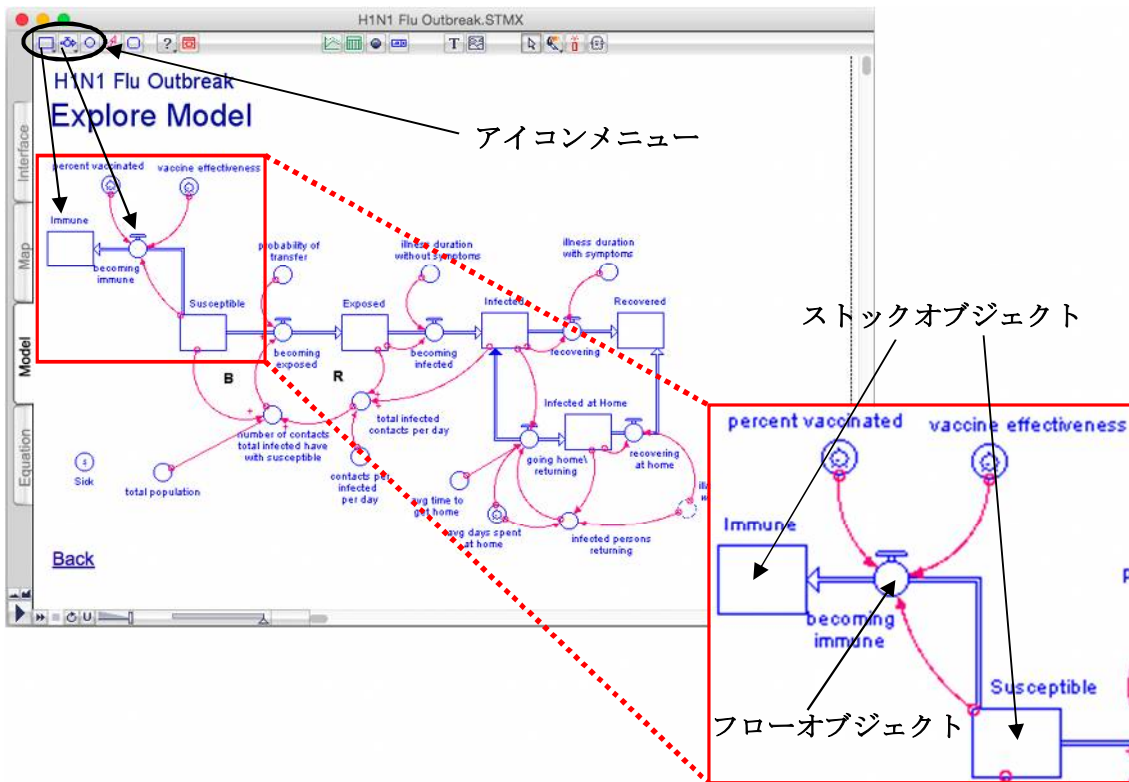 H1N1 Flu Outbreak.STMX
? T
U
H1N1 Flu Outbreak
Explore Model
アイコンメニュー
Interface
Map
Model
Equation
percent vaccinated
vaccine effectiveness
Immune
becoming
immune
probability of
transfer
illness duration
without symptoms
illness duration
with symptoms
Susceptible
Exposed
Infected
Recovered
becoming
exposed
becoming
infected
recovering
B
R
Infected at Home
total infected
contacts per day
number of contacts
total infected have
with susceptible
going home\
returning
recovering
at home
contacts per
infected
per day
4
Sick
total population
avg time to
get home
avg days spent
at home
infected persons
returning
Back
ストックオブジェクト
percent vaccinated
vaccine effectiveness
Immune
becoming
immune
Susceptible
フローオブジェクト